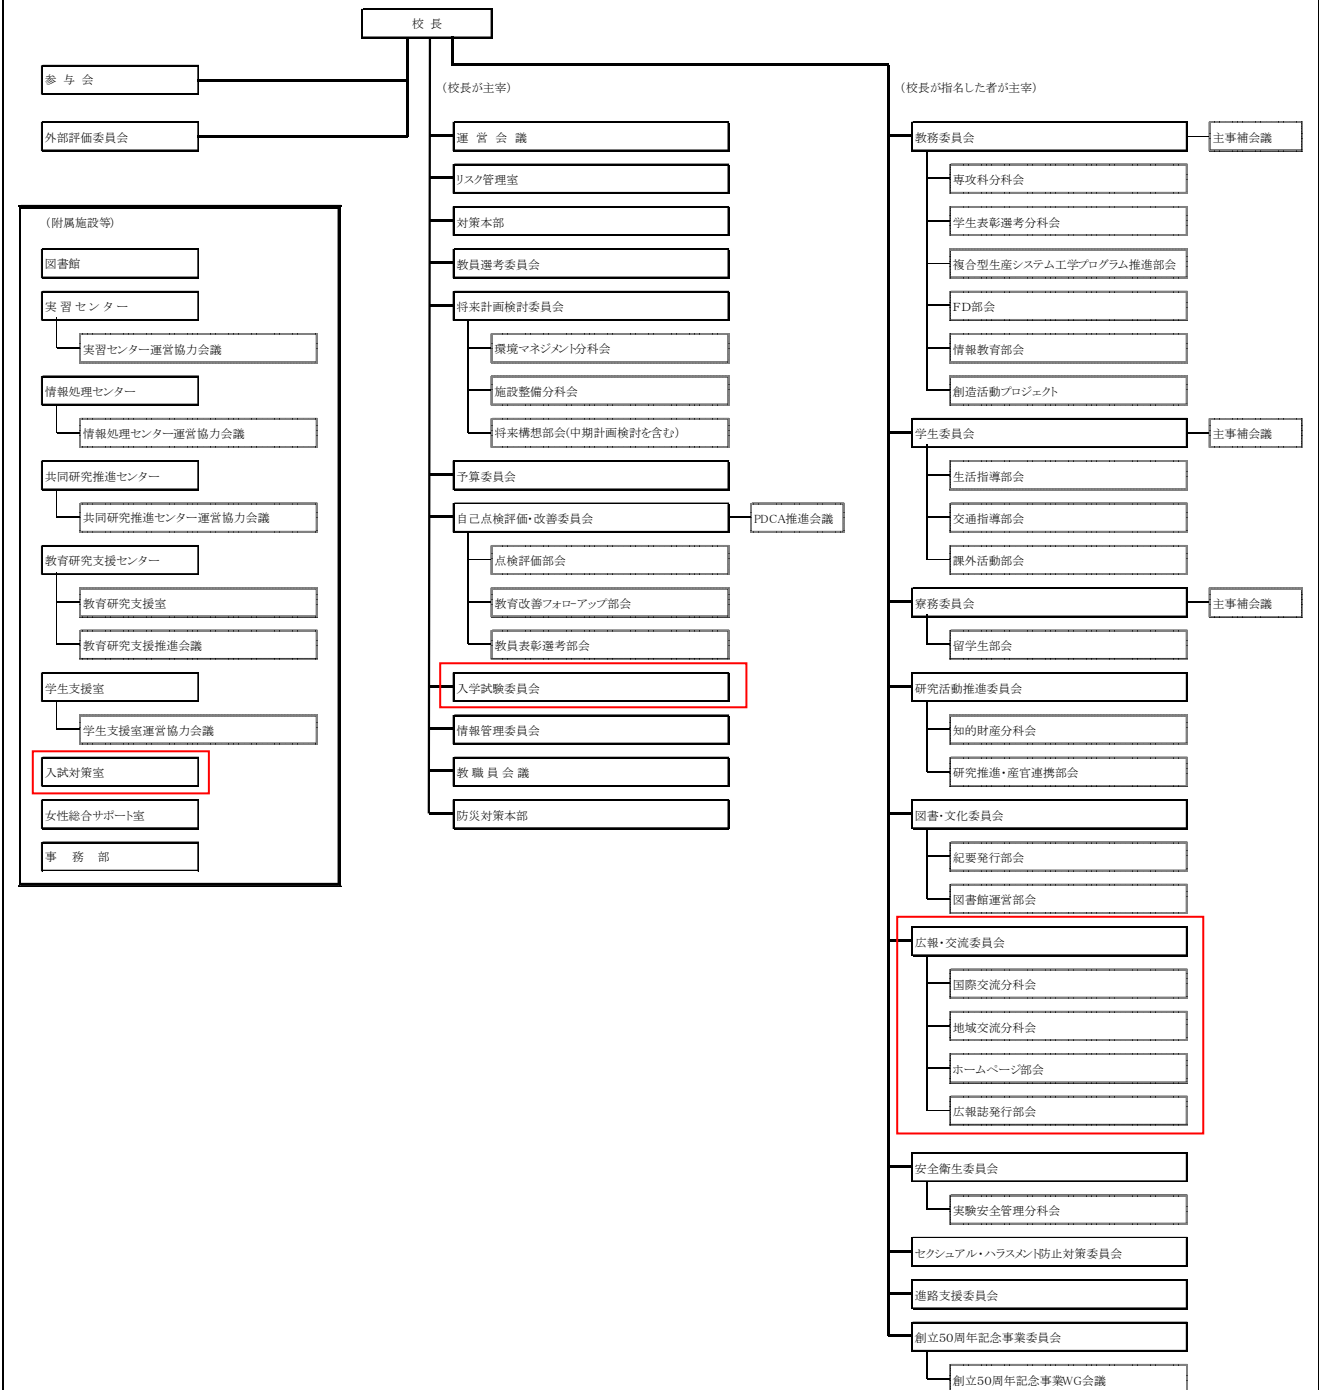 校 長
参 与 会
外部評価委員会
(附属施設等)
図書館
実習センター
実習センター運営協力会議
情報処理センター
情報処理センター運営協力会議
共同研究推進センター
共同研究推進センター運営協力会議
教育研究支援センター
教育研究支援室
教育研究支援推進会議
学生支援室
学生支援室運営協力会議
入試対策室
女性総合サポート室
事 務 部
(校長が主宰)
運 営 会 議
リスク管理室
対策本部
教員選考委員会
将来計画検討委員会
環境マネジメント分科会
施設整備分科会
将来構想部会(中期計画検討を含む)
予算委員会
自己点検評価・改善委員会
PDCA推進会議
点検評価部会
教育改善フォローアップ部会
教員表彰選考部会
入学試験委員会
情報管理委員会
教 職 員 会 議
防災対策本部
(校長が指名した者が主宰)
教務委員会
主事補会議
専攻科分科会
学生表彰選考分科会
複合型生産システム工学プログラム推進部会
FD部会
情報教育部会
創造活動プロジェクト
学生委員会
主事補会議
生活指導部会
交通指導部会
課外活動部会
寮務委員会
主事補会議
留学生部会
研究活動推進委員会
知的財産分科会
研究推進・産官連携部会
図書・文化委員会
紀要発行部会
図書館運営部会
広報・交流委員会
国際交流分科会
地域交流分科会
ホームページ部会
広報誌発行部会
安全衛生委員会
実験安全管理分科会
セクシュアル・ハラスメント防止対策委員会
進路支援委員会
創立50周年記念事業委員会
創立50周年記念事業WG会議